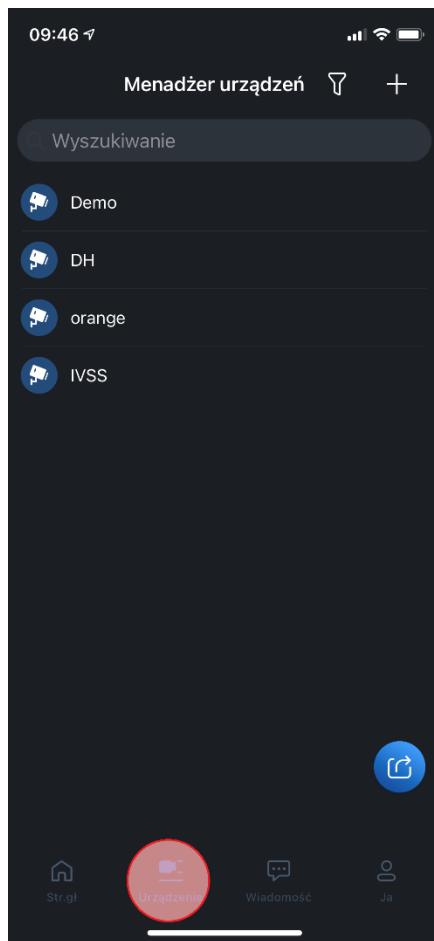 09:46
Menadżer urządzeń
Wyszukiwanie
Demo
DH
orange
IVSS
Str.gł Urządzenia Wiadomość Ja